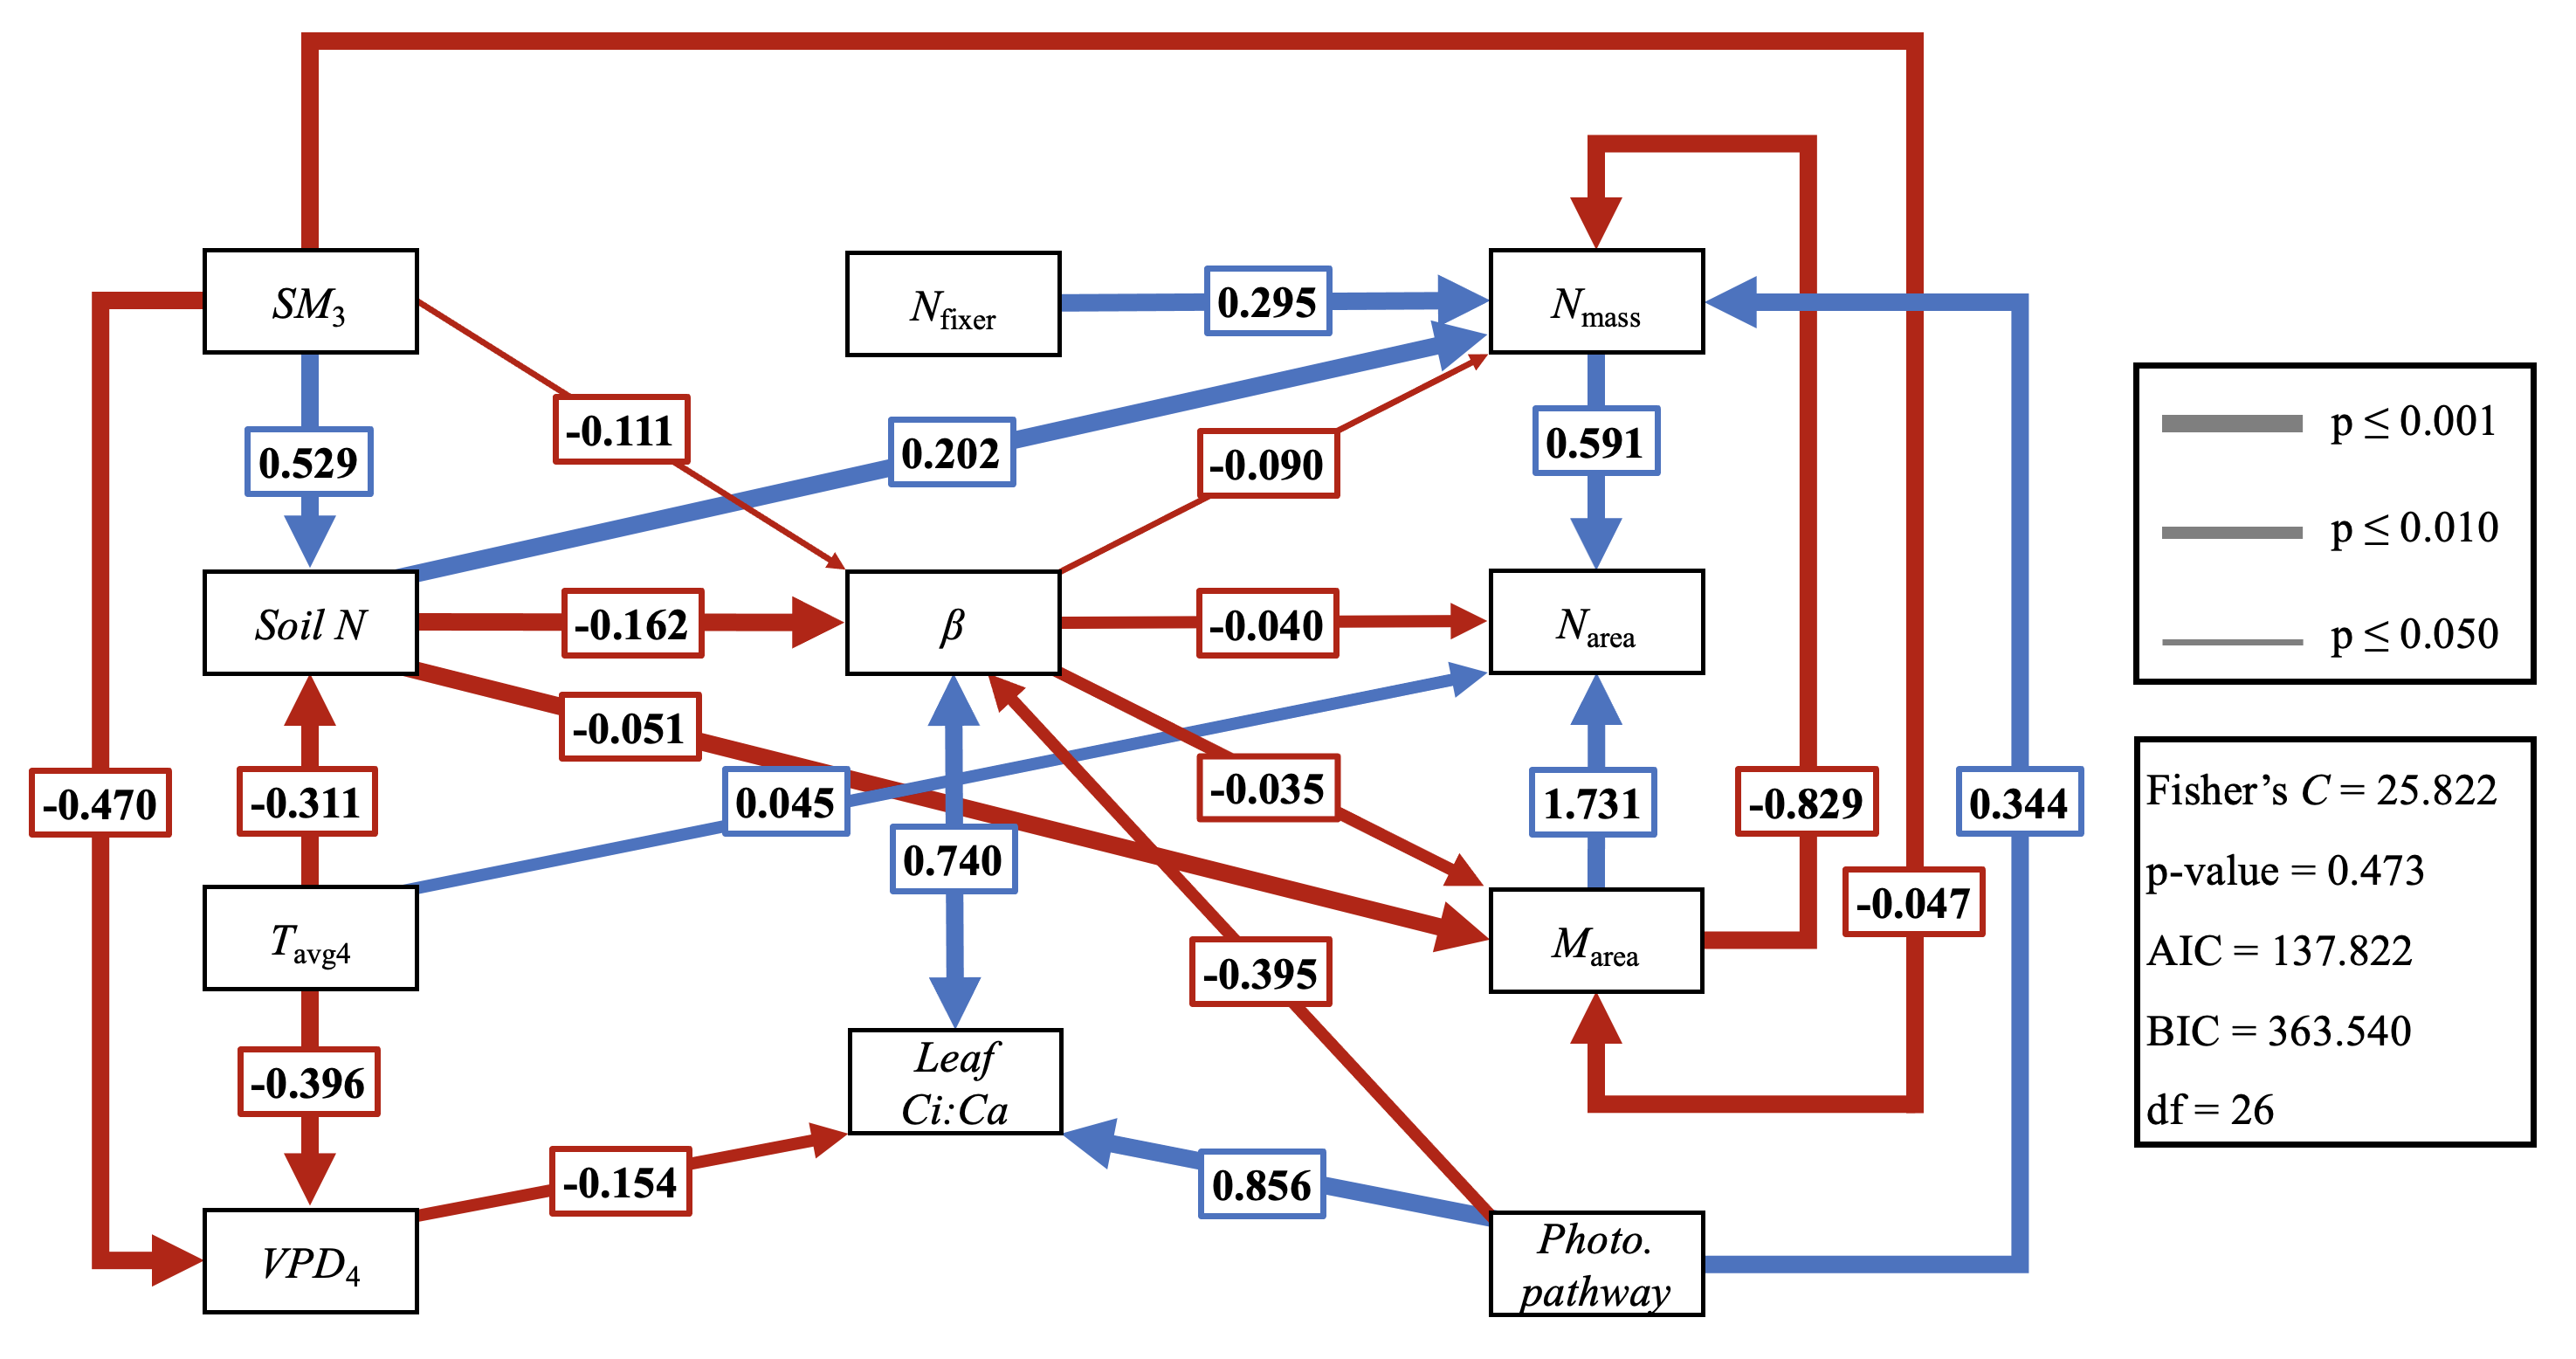 SM3
Nfixer
0.295
Nmass
-0.111
0.529
0.202
-0.090
0.591
p ≤ 0.001
p ≤ 0.010
p ≤ 0.050
Soil N
-0.162
β
-0.040
Narea
-0.051
-0.470
-0.311
0.045
0.740
-0.035
1.731
-0.829
0.344
-0.047
Tavg4
-0.395
Marea
-0.396
Leaf
Ci:Ca
-0.154
0.856
VPD4
Photo.
pathway
Fisher’s C = 25.822
p-value = 0.473
AIC = 137.822
BIC = 363.540
df = 26